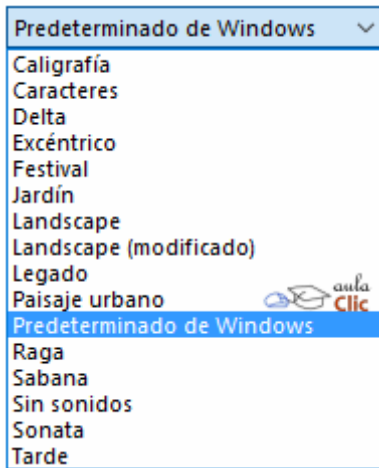 Predeterminado de Windows
Caligrafía
Caracteres
Delta
Excéntrico
Festival
Jardín
Landscape
Landscape (modificado)
Legado
Paisaje urbano
aula
Clic
Predeterminado de Windows
Raga
Sabana
Sin sonidos
Sonata
Tarde